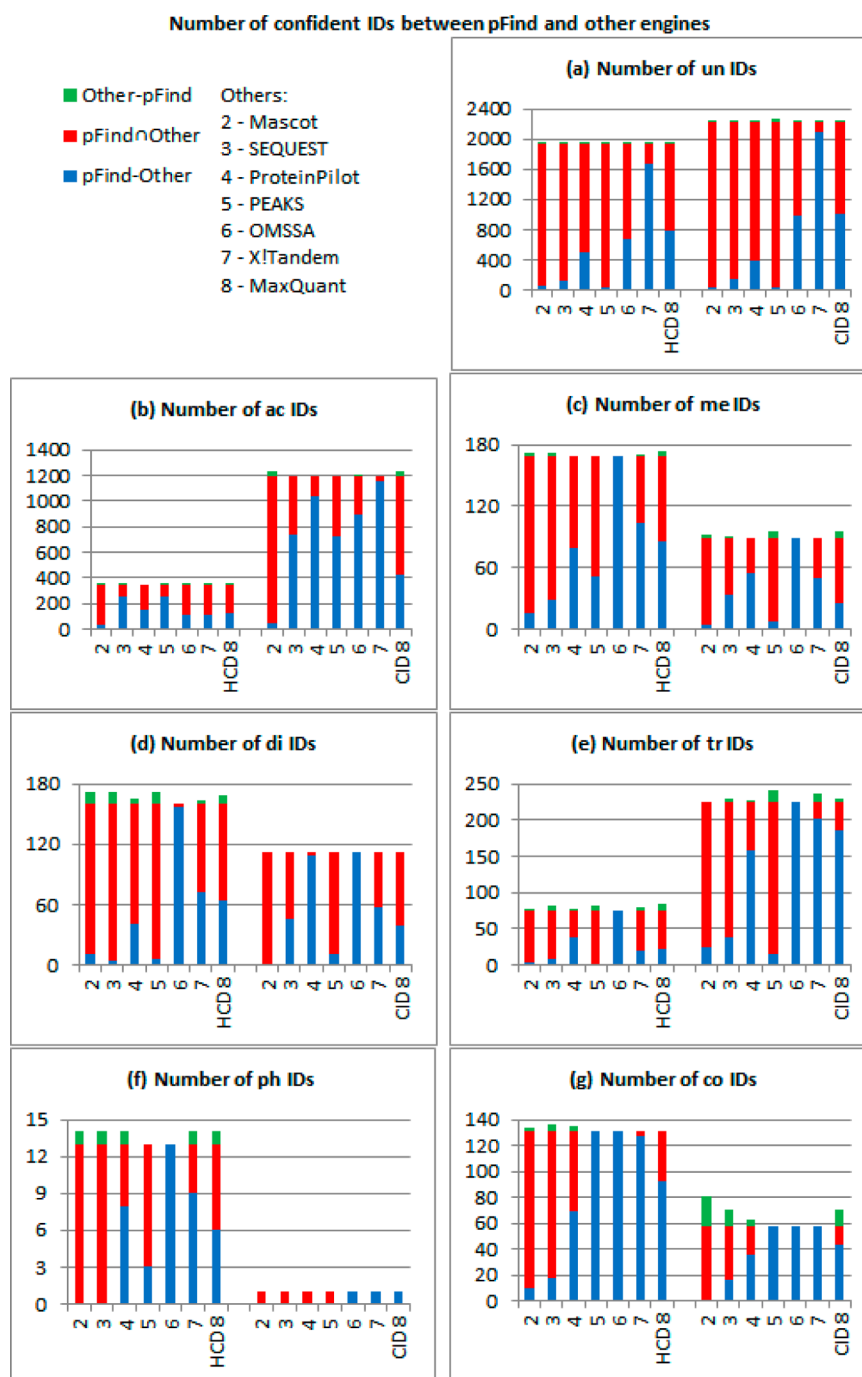 Number of confident IDs between pFind and other engines
Other-pFind
pFind∩Other
pFind-Other
Others:
2 - Mascot
3 - SEQUEST
4 - ProteinPilot
5 - PEAKS
6 - OMSSA
7 - X!Tandem
8 - MaxQuant
(a) Number of un IDs
2400
2000
1600
1200
800
400
0
2 3 4 5 6 7 HCD 8 2 3 4 5 6 7 CID 8
(b) Number of ac IDs
1400
1200
1000
800
600
400
200
0
2 3 4 5 6 7 HCD 8 2 3 4 5 6 7 CID 8
(c) Number of me IDs
180
120
60
0
2 3 4 5 6 7 HCD 8 2 3 4 5 6 7 CID 8
(d) Number of di IDs
180
120
60
0
2 3 4 5 6 7 HCD 8 2 3 4 5 6 7 CID 8
(e) Number of tr IDs
250
200
150
100
50
0
2 3 4 5 6 7 HCD 8 2 3 4 5 6 7 CID 8
(f) Number of ph IDs
15
12
9
6
3
0
2 3 4 5 6 7 HCD 8 2 3 4 5 6 7 CID 8
(g) Number of co IDs
140
120
100
80
60
40
20
0
2 3 4 5 6 7 HCD 8 2 3 4 5 6 7 CID 8